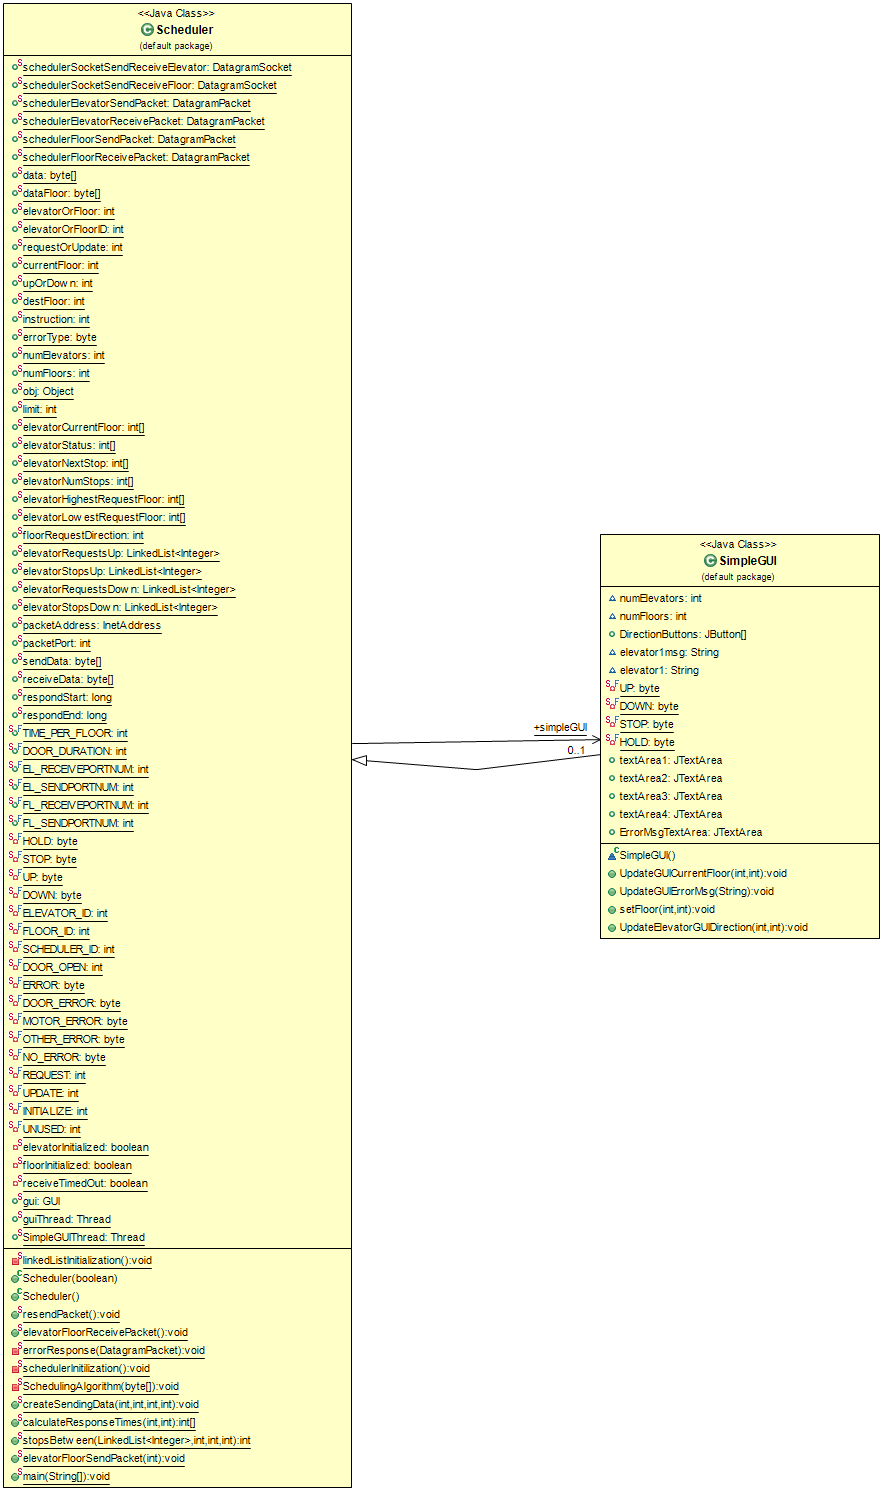 <<Java Class>>
Scheduler
(default package)
schedulerSocketSendReceiveElevator: DatagramSocket
schedulerSocketSendReceiveFloor: DatagramSocket
schedulerElevatorSendPacket: DatagramPacket
schedulerElevatorReceivePacket: DatagramPacket
schedulerFloorSendPacket: DatagramPacket
schedulerFloorReceivePacket: DatagramPacket
data: byte[]
dataFloor: byte[]
elevatorOrFloor: int
elevatorOrFloorID: int
requestOrUpdate: int
currentFloor: int
upOrDown: int
destFloor: int
instruction: int
errorType: byte
numElevators: int
numFloors: int
obj: Object
limit: int
elevatorCurrentFloor: int[]
elevatorStatus: int[]
elevatorNextStop: int[]
elevatorNumStops: int[]
elevatorHighestRequestFloor: int[]
elevatorLowestRequestFloor: int[]
floorRequestDirection: int
elevatorRequestsUp: LinkedList<Integer>
elevatorStopsUp: LinkedList<Integer>
elevatorRequestsDown: LinkedList<Integer>
elevatorStopsDown: LinkedList<Integer>
packetAddress: InetAddress
packetPort: int
sendData: byte[]
receiveData: byte[]
respondStart: long
respondEnd: long
TIME_PER_FLOOR: int
DOOR_DURATION: int
EL_RECEIVEPORTNUM: int
EL_SENDPORTNUM: int
FL_RECEIVEPORTNUM: int
FL_SENDPORTNUM: int
HOLD: byte
STOP: byte
UP: byte
DOWN: byte
ELEVATOR_ID: int
FLOOR_ID: int
SCHEDULER_ID: int
DOOR_OPEN: int
ERROR: byte
DOOR_ERROR: byte
MOTOR_ERROR: byte
OTHER_ERROR: byte
NO_ERROR: byte
REQUEST: int
UPDATE: int
INITIALIZE: int
UNUSED: int
elevatorInitialized: boolean
floorInitialized: boolean
receiveTimedOut: boolean
gui: GUI
guiThread: Thread
SimpleGUIThread: Thread
linkedListInitialization():void
Scheduler(boolean)
Scheduler()
resendPacket():void
elevatorFloorReceivePacket():void
errorResponse(DatagramPacket):void
schedulerInitilization():void
SchedulingAlgorithm(byte[]):void
createSendingData(int,int,int,int):void
calculateResponseTimes(int,int):int[]
stopsBetween(LinkedList<Integer>,int,int,int):int
elevatorFloorSendPacket(int):void
main(String[]):void
+simpleGUI
0..1
<<Java Class>>
SimpleGUI
(default package)
numElevators: int
numFloors: int
DirectionButtons: JButton[]
elevator1msg: String
elevator1: String
UP: byte
DOWN: byte
STOP: byte
HOLD: byte
textArea1: JTextArea
textArea2: JTextArea
textArea3: JTextArea
textArea4: JTextArea
ErrorMsgTextArea: JTextArea
SimpleGUI()
UpdateGUICurrentFloor(int,int):void
UpdateGUIErrorMsg(String):void
setFloor(int,int):void
UpdateElevatorGUIDirection(int,int):void